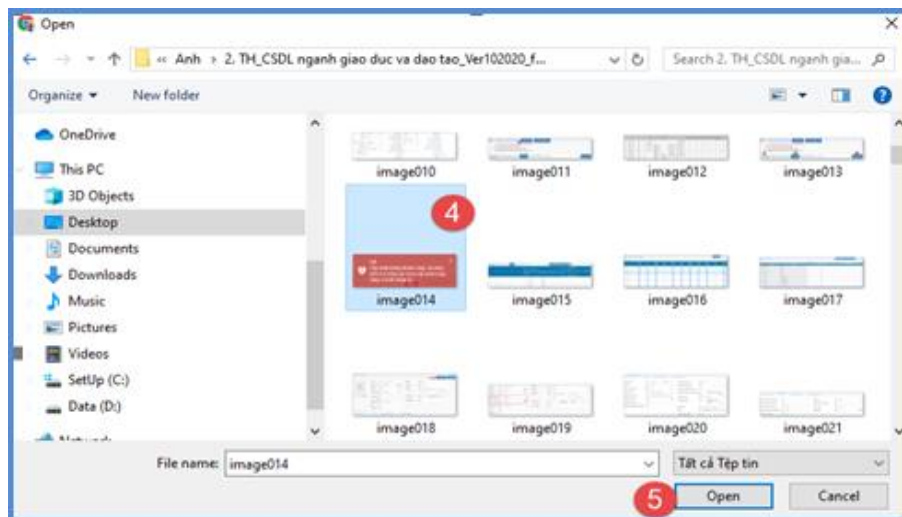 Open
« Anh › 2. TH_CSDL nganh giao duc va dao tao_Ver102020_f...
Search 2. TH_CSDL nganh gia...
Organize
New folder
OneDrive
This PC
3D Objects
Desktop
Documents
Downloads
Music
Pictures
Videos
SetUp (C:)
Data (D:)
image010
image011
image012
image013
4
image014
image015
image016
image017
image018
image019
image020
image021
File name: image014
Tất cả Tệp tin
5
Open
Cancel